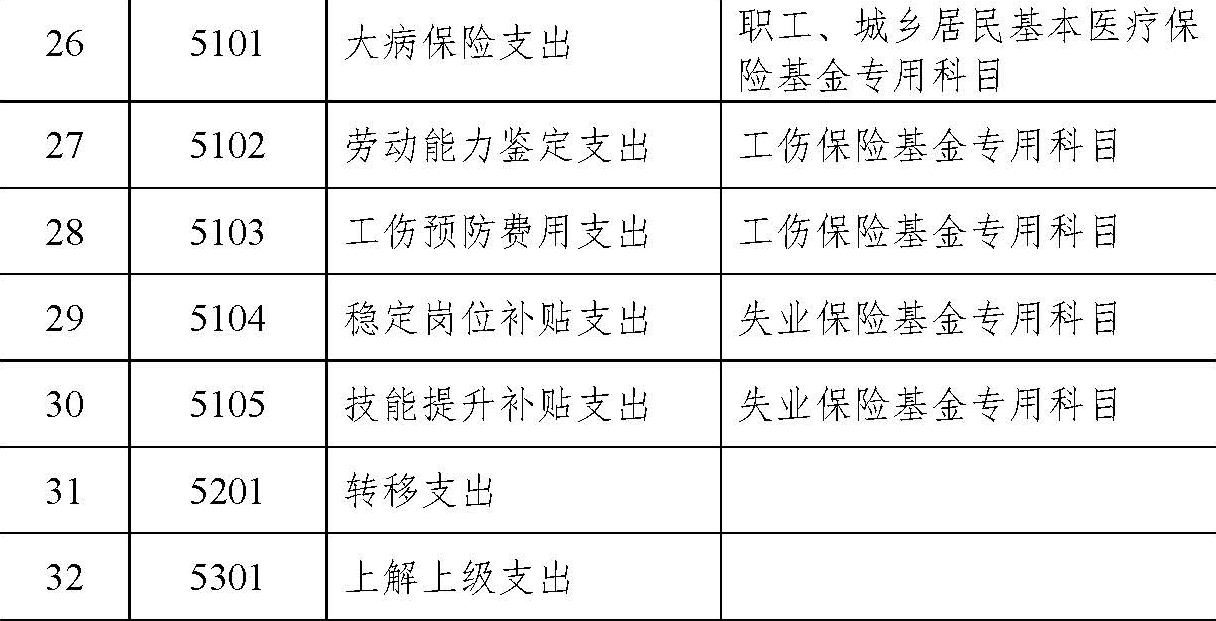 26 5101 大病保险支出 职工、城乡居民基本医疗保
险基金专用科目
27 5102 劳动能力鉴定支出 工伤保险基金专用科目
28 5103 工伤预防费用支出 工伤保险基金专用科目
29 5104 稳定岗位补贴支出 失业保险基金专用科目
30 5105 技能提升补贴支出 失业保险基金专用科目
31 5201 转移支出
32 5301 上解上级支出